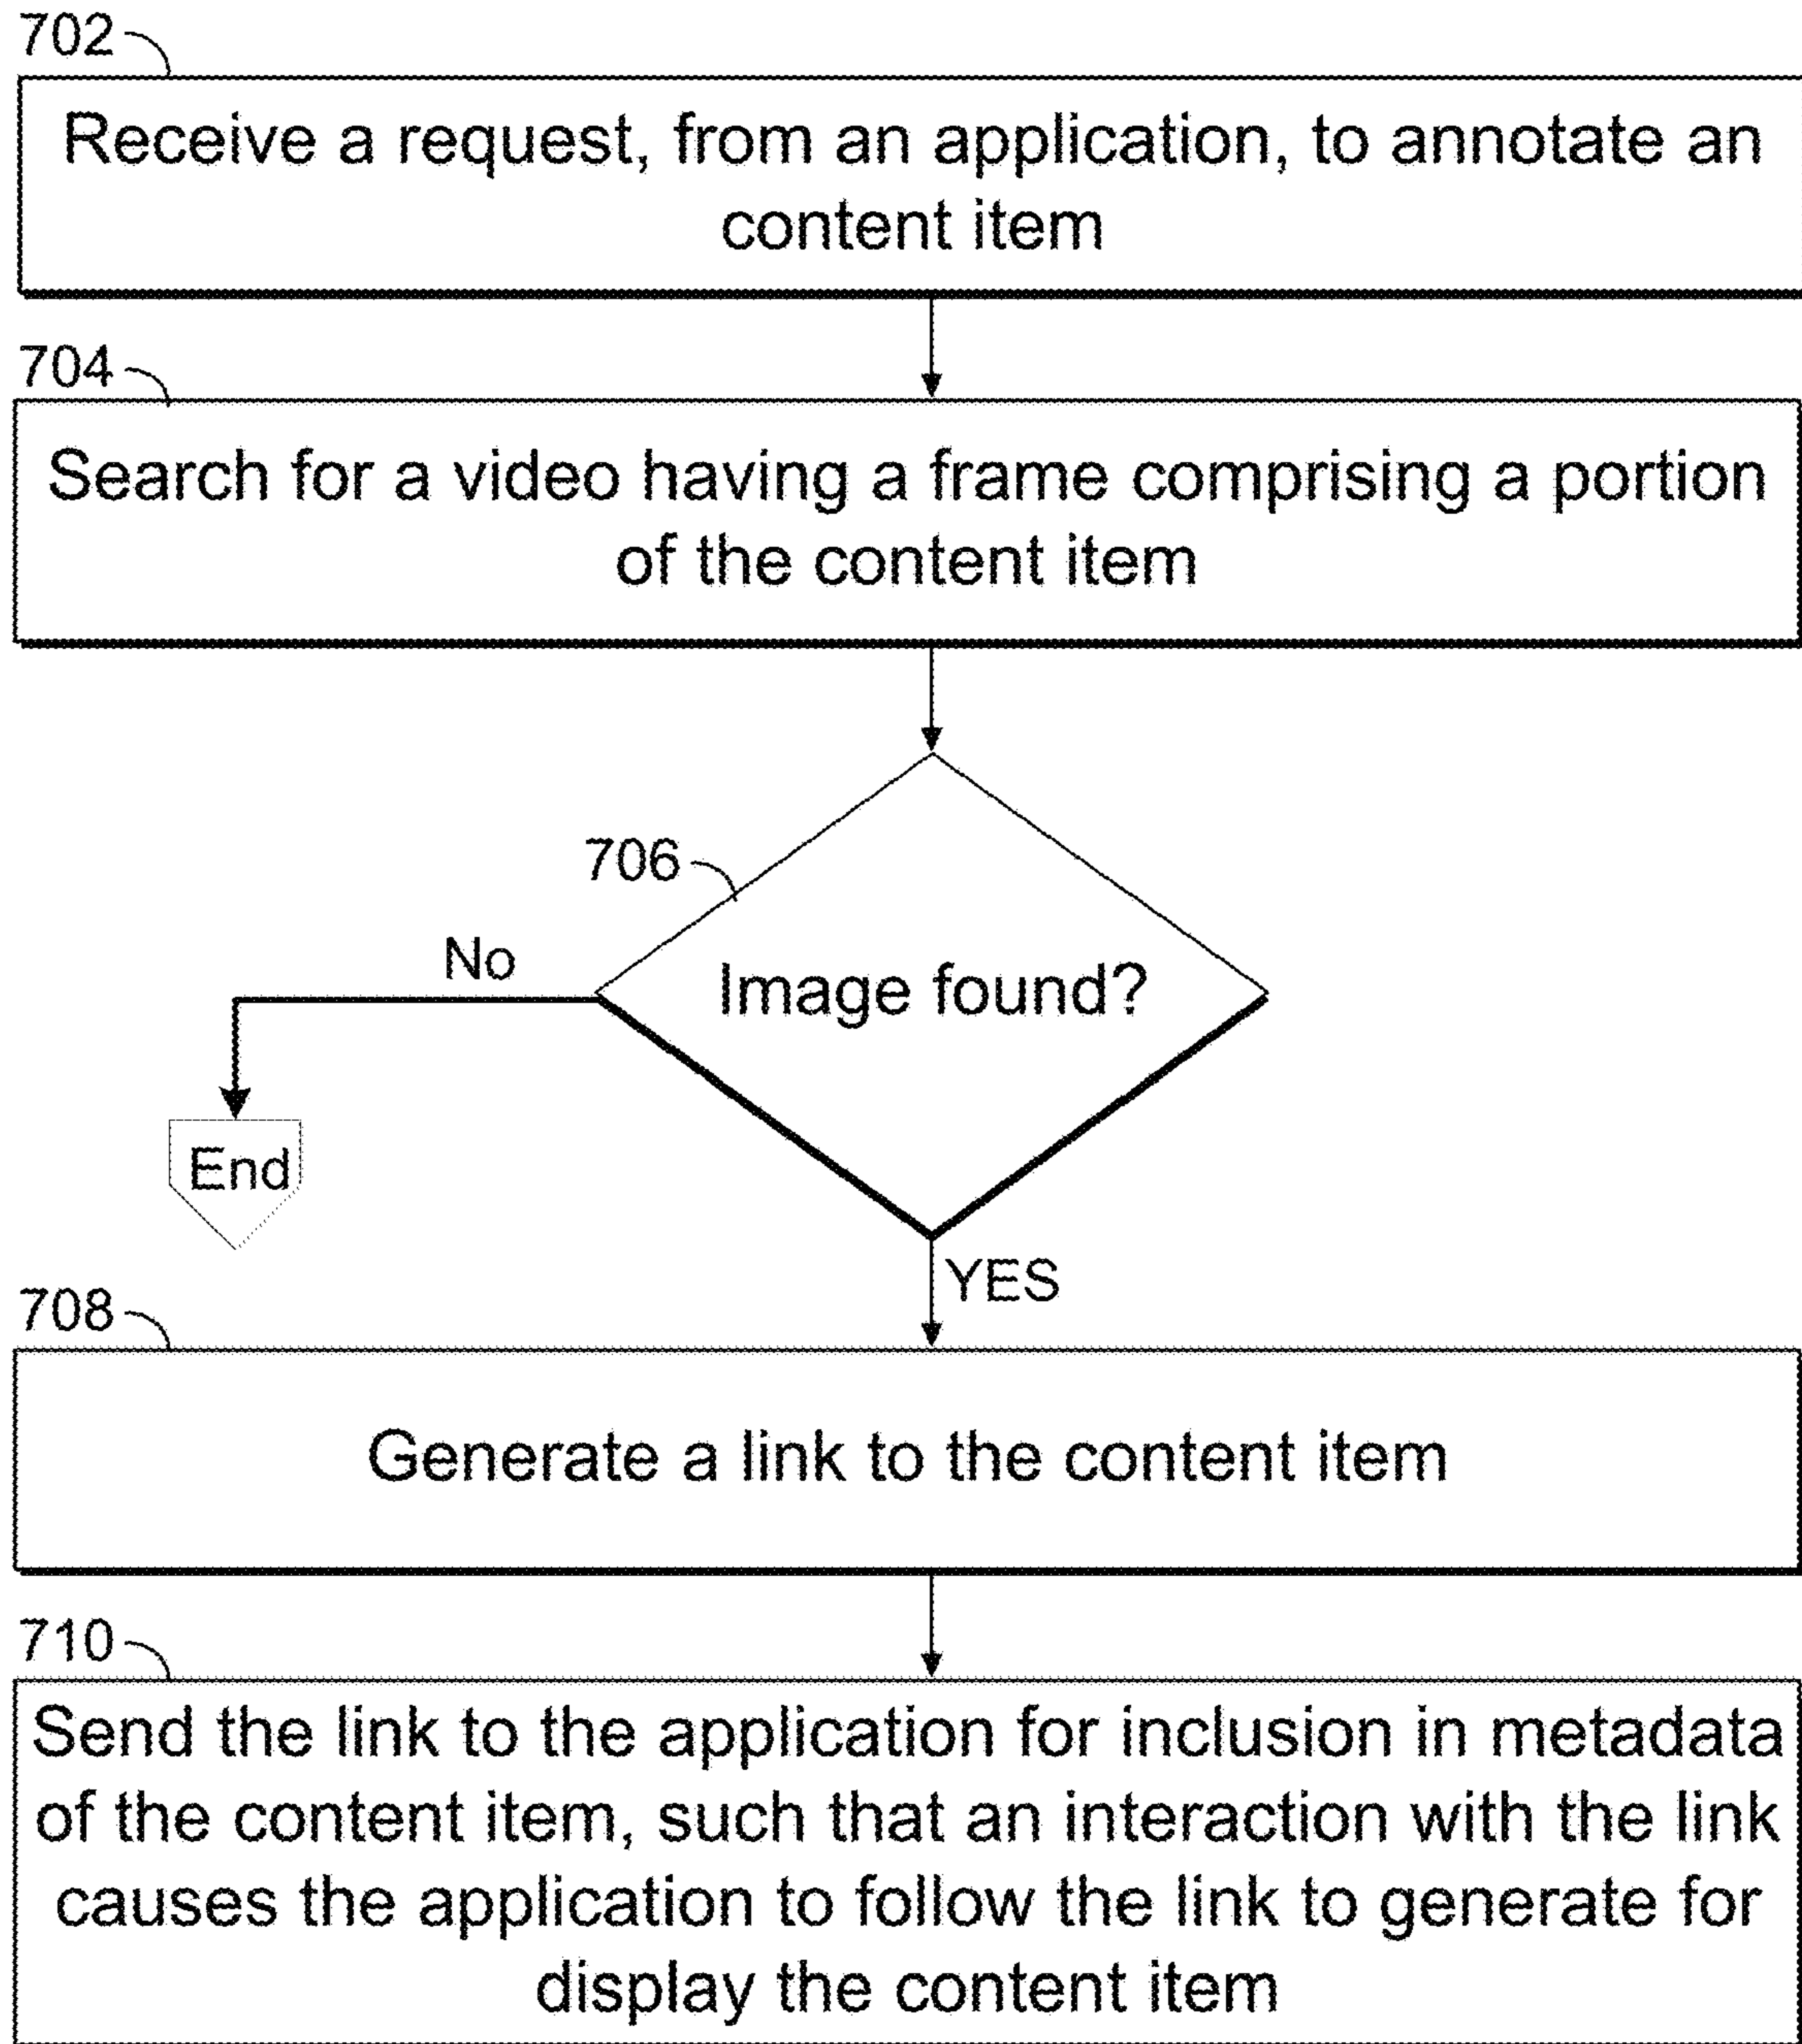 702
Receive a request, from an application, to annotate an
content item
704
Search for a video having a frame comprising a portion
of the content item
706
No
Image found?
End
YES
708
Generate a link to the content item
710
Send the link to the application for inclusion in metadata
of the content item, such that an interaction with the link
causes the application to follow the link to generate for
display the content item